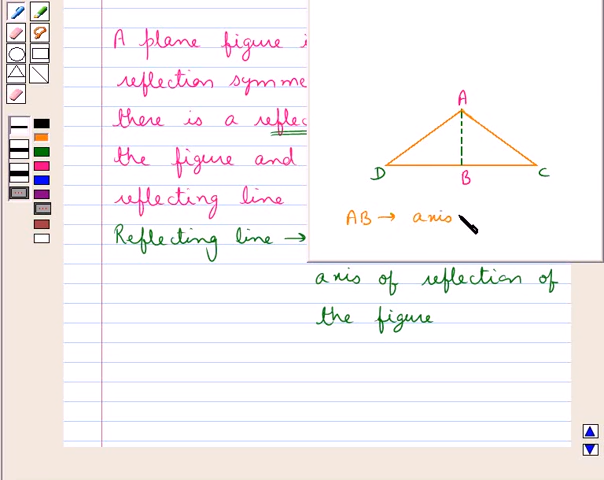 A plane figure i
reflection symme
there is a reflec
the figure and
reflecting line
Reflecting line →
axis of reflection of
the figure
A
D
B
C
AB → axis